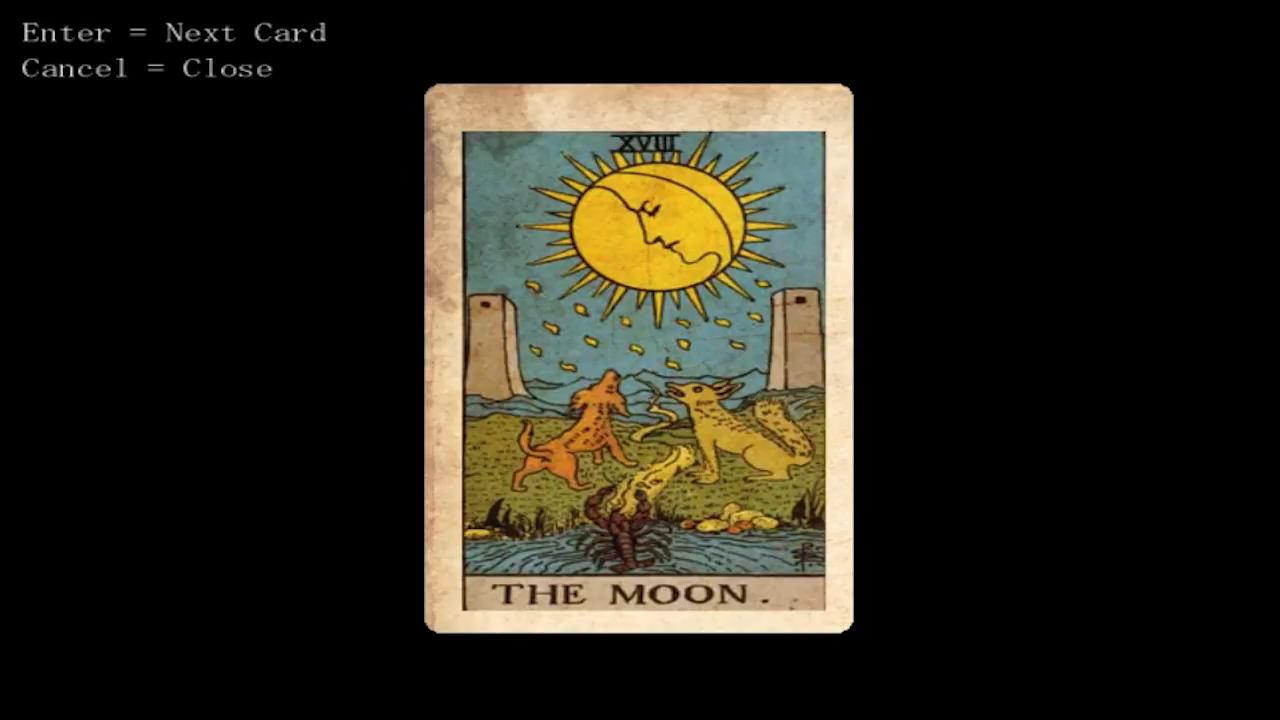 Enter = Next Card
Cancel = Close
XVIII
THE MOON.